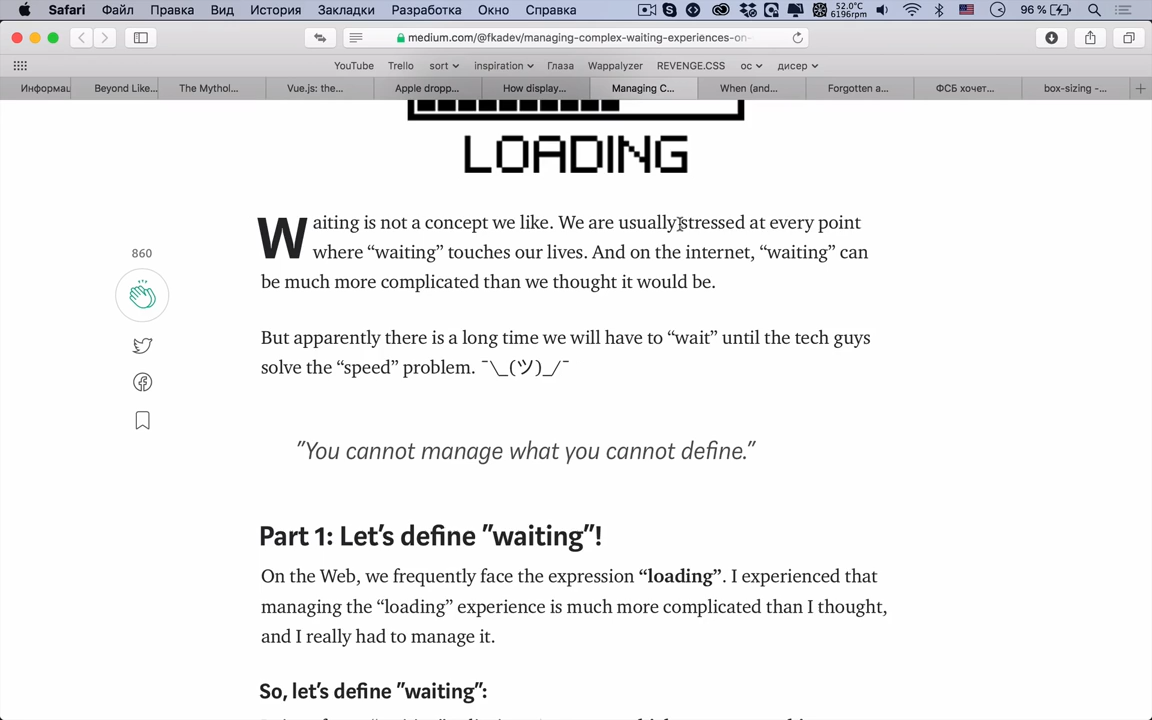 Safari Файл Правка Вид История Закладки Разработка Окно Справка 52.0°C 6196rpm 96 %
medium.com/@fkadev/managing-complex-waiting-experiences-on-
YouTube Trello sort inspiration Глаза Wappalyzer REVENGE.CSS ос дисер
Информац Beyond Like... The Mythol... Vue.js: the... Apple dropp... How display... Managing C... When (and... Forgotten a... ФСБ хочет... box-sizing -...
LOADING
Waiting is not a concept we like. We are usually stressed at every point
where “waiting” touches our lives. And on the internet, “waiting” can
be much more complicated than we thought it would be.
860
But apparently there is a long time we will have to “wait” until the tech guys
solve the “speed” problem. ¯\_(ツ)_/¯
”You cannot manage what you cannot define.”
Part 1: Let’s define ”waiting”!
On the Web, we frequently face the expression “loading”. I experienced that
managing the “loading” experience is much more complicated than I thought,
and I really had to manage it.
So, let’s define ”waiting”: